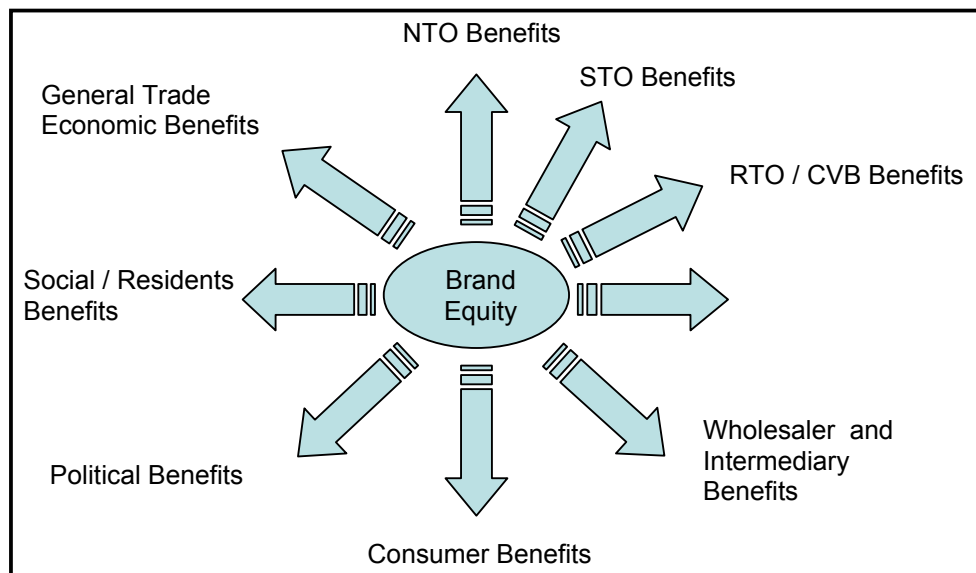 NTO Benefits
STO Benefits
General Trade
Economic Benefits
RTO / CVB Benefits
Social / Residents
Benefits
Brand
Equity
Wholesaler and
Intermediary
Benefits
Political Benefits
Consumer Benefits